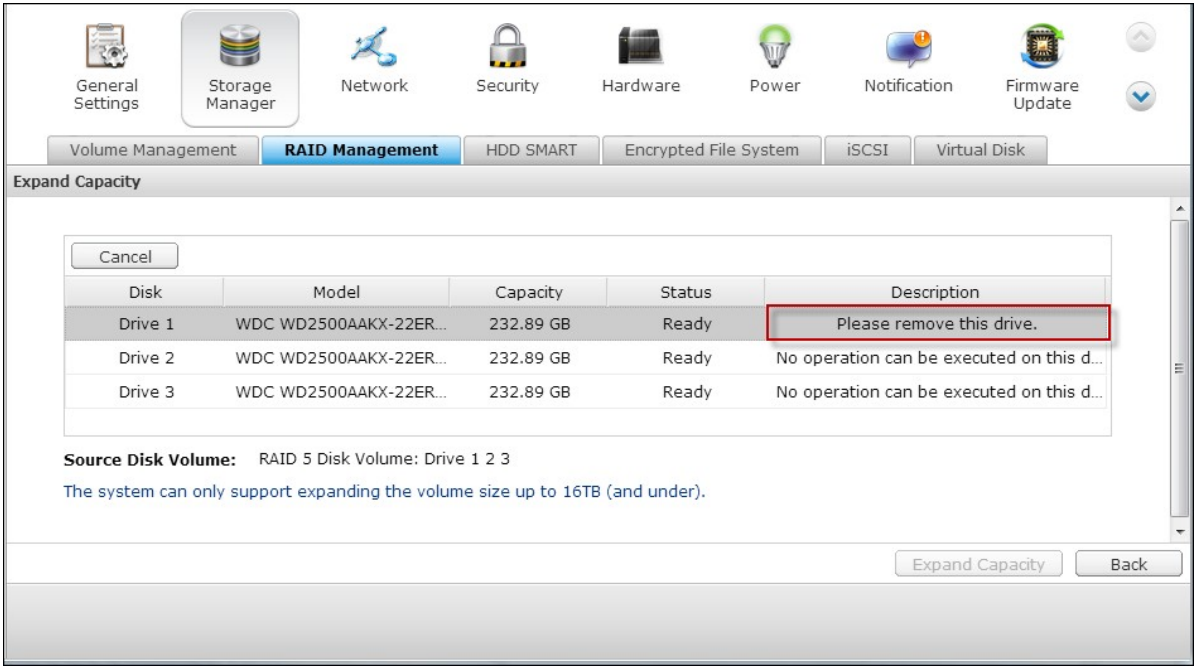 General Settings
Storage Manager
Network
Security
Hardware
Power
Notification
Firmware Update
Volume Management
RAID Management
HDD SMART
Encrypted File System
iSCSI
Virtual Disk
Expand Capacity
Cancel
Disk Model Capacity Status Description
Drive 1 WDC WD2500AAKX-22ER... 232.89 GB Ready Please remove this drive.
Drive 2 WDC WD2500AAKX-22ER... 232.89 GB Ready No operation can be executed on this d...
Drive 3 WDC WD2500AAKX-22ER... 232.89 GB Ready No operation can be executed on this d...
Source Disk Volume: RAID 5 Disk Volume: Drive 1 2 3
The system can only support expanding the volume size up to 16TB (and under).
Expand Capacity
Back